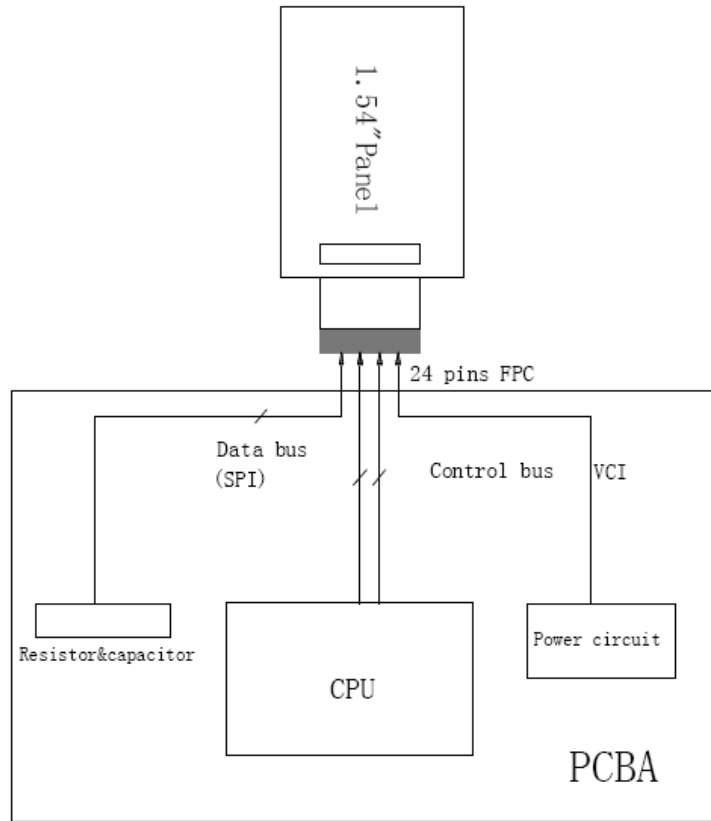 1.54"Panel
24 pins FPC
Data bus
(SPI)
Control bus
VCI
Resistor&capacitor
CPU
Power circuit
PCBA